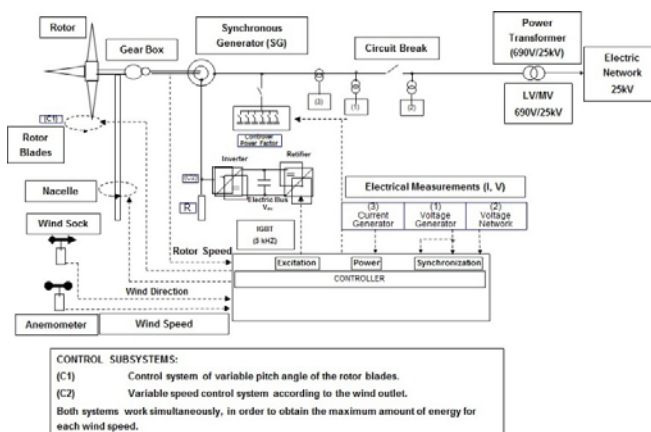 Rotor
Gear Box
Synchronous
Generator (SG)
Circuit Break
Power
Transformer
(690V/25kV)
Electric
Network
25kV
LV/MV
690V/25kV
(3)
(1)
(2)
(C1)
Rotor
Blades
Controller
Power Factor
Inverter
Retifier
(C2)
R
Electric Bus
Nacelle
Electrical Measurements (I, V)
(3)
Current
Generator
(1)
Voltage
Generator
(2)
Voltage
Network
Wind Sock
IGBT
(5 kHZ)
Rotor Speed
Excitation
Power
Synchronization
CONTROLLER
Wind Direction
Anemometer
Wind Speed
CONTROL SUBSYSTEMS:
(C1) Control system of variable pitch angle of the rotor blades.
(C2) Variable speed control system according to the wind outlet.
Both systems work simultaneously, in order to obtain the maximum amount of energy for
each wind speed.